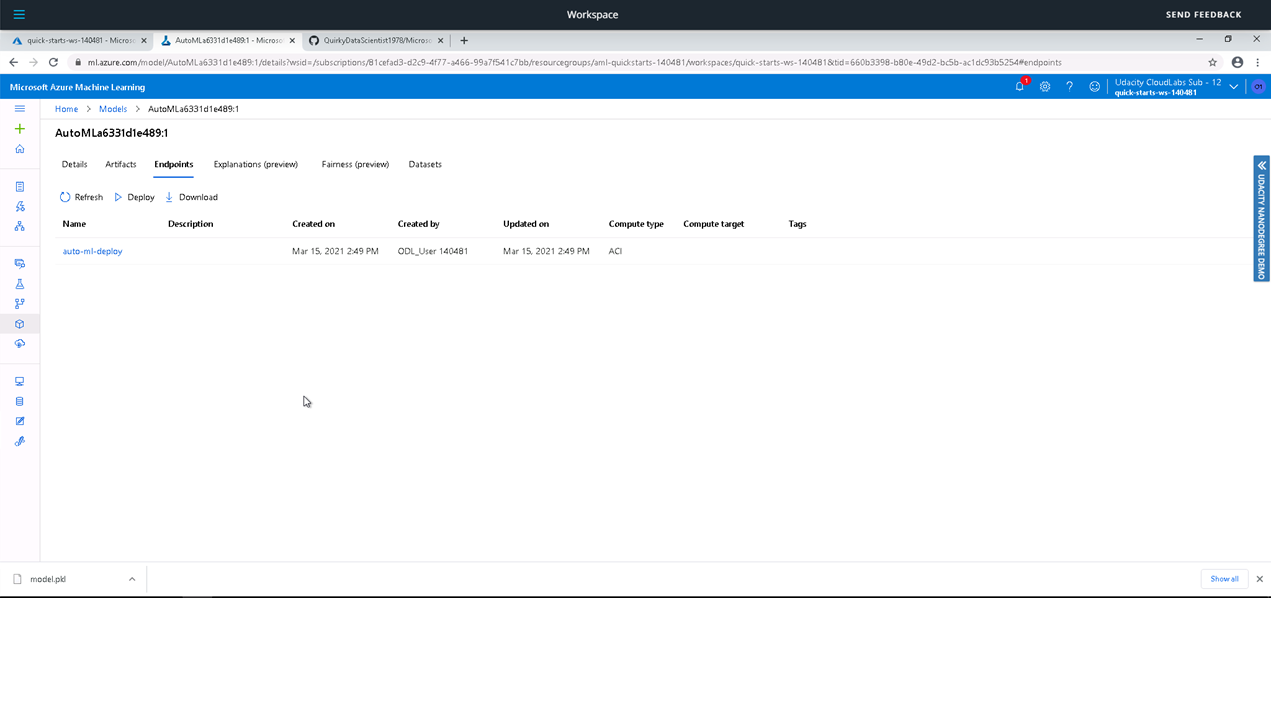 Workspace
SEND FEEDBACK
quick-starts-ws-140481 - Microso
AutoMLa6331d1e489:1 - Microso
QuirkyDataScientist1978/Microso
ml.azure.com/model/AutoMLa6331d1e489:1/details?wsid=/subscriptions/81cefad3-d2c9-4f77-a466-99a7f541c7bb/resourcegroups/aml-quickstarts-140481/workspaces/quick-starts-ws-140481&tid=660b3398-b80e-49d2-bc5b-ac1dc93b5254#endpoints
Microsoft Azure Machine Learning
1
Udacity CloudLabs Sub - 12
quick-starts-ws-140481
O1
Home > Models > AutoMLa6331d1e489:1
AutoMLa6331d1e489:1
Details Artifacts Endpoints Explanations (preview) Fairness (preview) Datasets
Refresh Deploy Download
Name Description Created on Created by Updated on Compute type Compute target Tags
auto-ml-deploy Mar 15, 2021 2:49 PM ODL_User 140481 Mar 15, 2021 2:49 PM ACI
UDACITY NANODEGREE DEMO
model.pkl
Show all